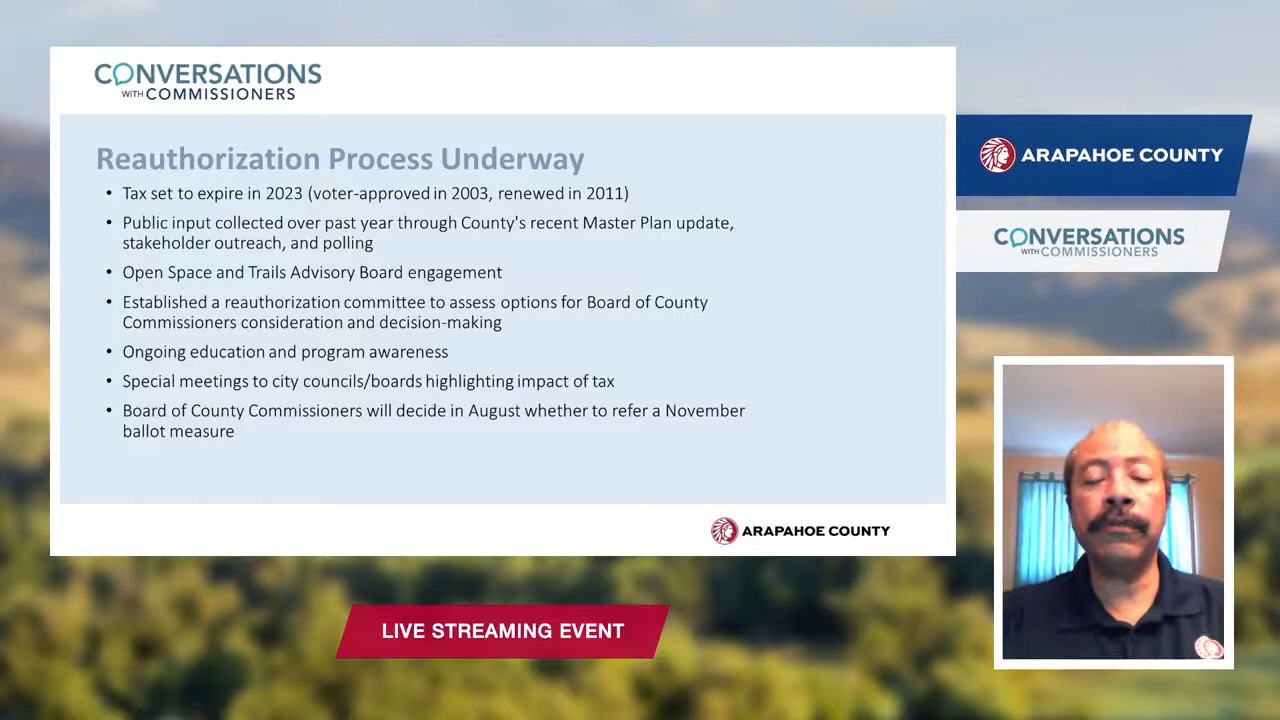 CONVERSATIONS
WITH COMMISSIONERS
Reauthorization Process Underway
• Tax set to expire in 2023 (voter-approved in 2003, renewed in 2011)
• Public input collected over past year through County's recent Master Plan update,
stakeholder outreach, and polling
• Open Space and Trails Advisory Board engagement
• Established a reauthorization committee to assess options for Board of County
Commissioners consideration and decision-making
• Ongoing education and program awareness
• Special meetings to city councils/boards highlighting impact of tax
• Board of County Commissioners will decide in August whether to refer a November
ballot measure
ARAPAHOE COUNTY
ARAPAHOE COUNTY
CONVERSATIONS
WITH COMMISSIONERS
LIVE STREAMING EVENT